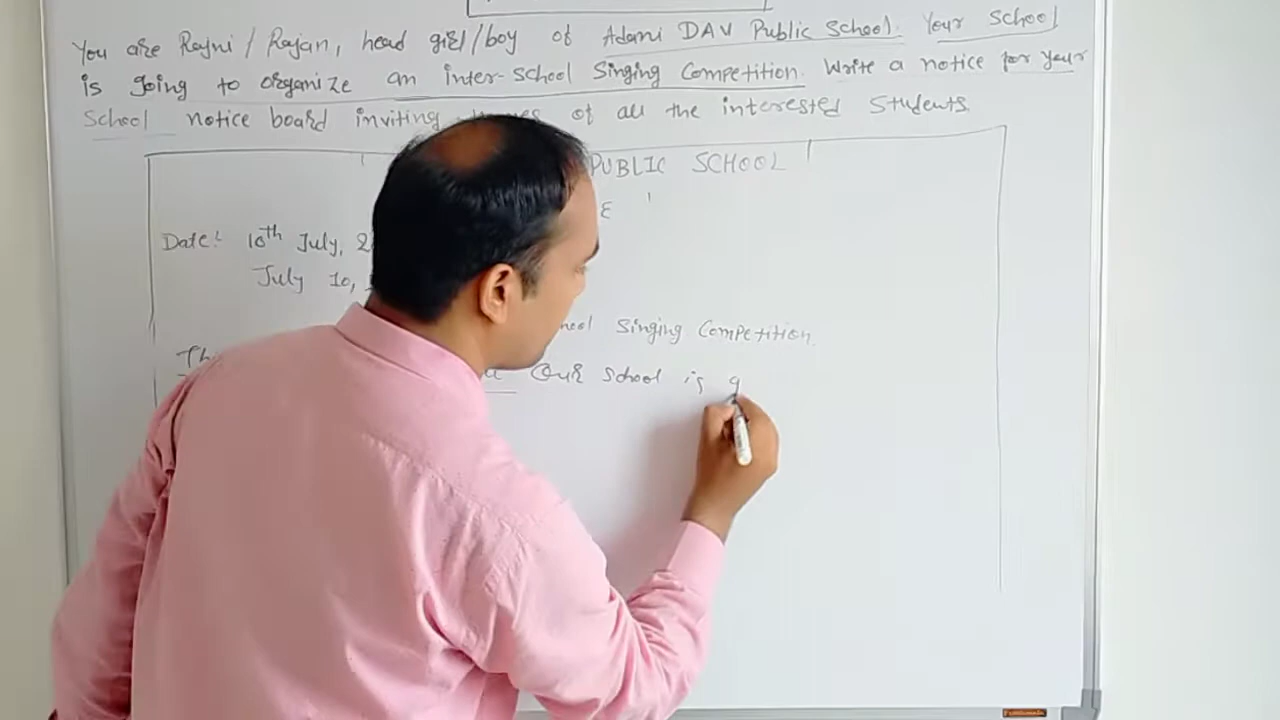 You are Rajni / Rajan, head girl/boy of Adani DAV Public School. Your School
is going to organize an inter-school Singing Competition. Write a notice for your
School notice board inviting of all the interested Students
PUBLIC SCHOOL
E
Date: 10th July, 2
July 10,
Singing Competition
Our School is g